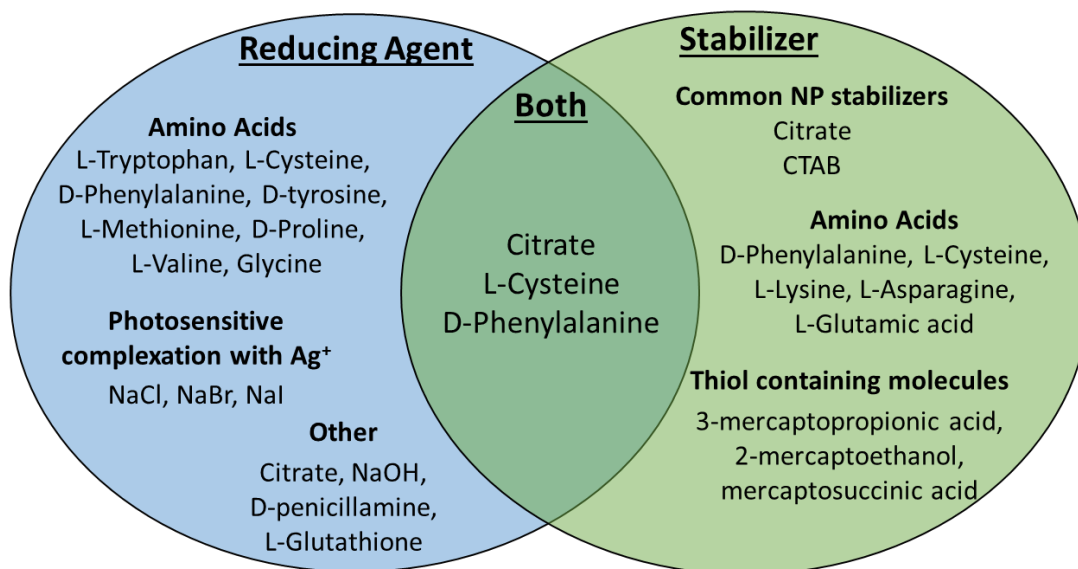 Reducing Agent
Amino Acids
L-Tryptophan, L-Cysteine,
D-Phenylalanine, D-tyrosine,
L-Methionine, D-Proline,
L-Valine, Glycine
Photosensitive
complexation with Ag⁺
NaCl, NaBr, NaI
Other
Citrate, NaOH,
D-penicillamine,
L-Glutathione
Both
Citrate
L-Cysteine
D-Phenylalanine
Stabilizer
Common NP stabilizers
Citrate
CTAB
Amino Acids
D-Phenylalanine, L-Cysteine,
L-Lysine, L-Asparagine,
L-Glutamic acid
Thiol containing molecules
3-mercaptopropionic acid,
2-mercaptoethanol,
mercaptosuccinic acid